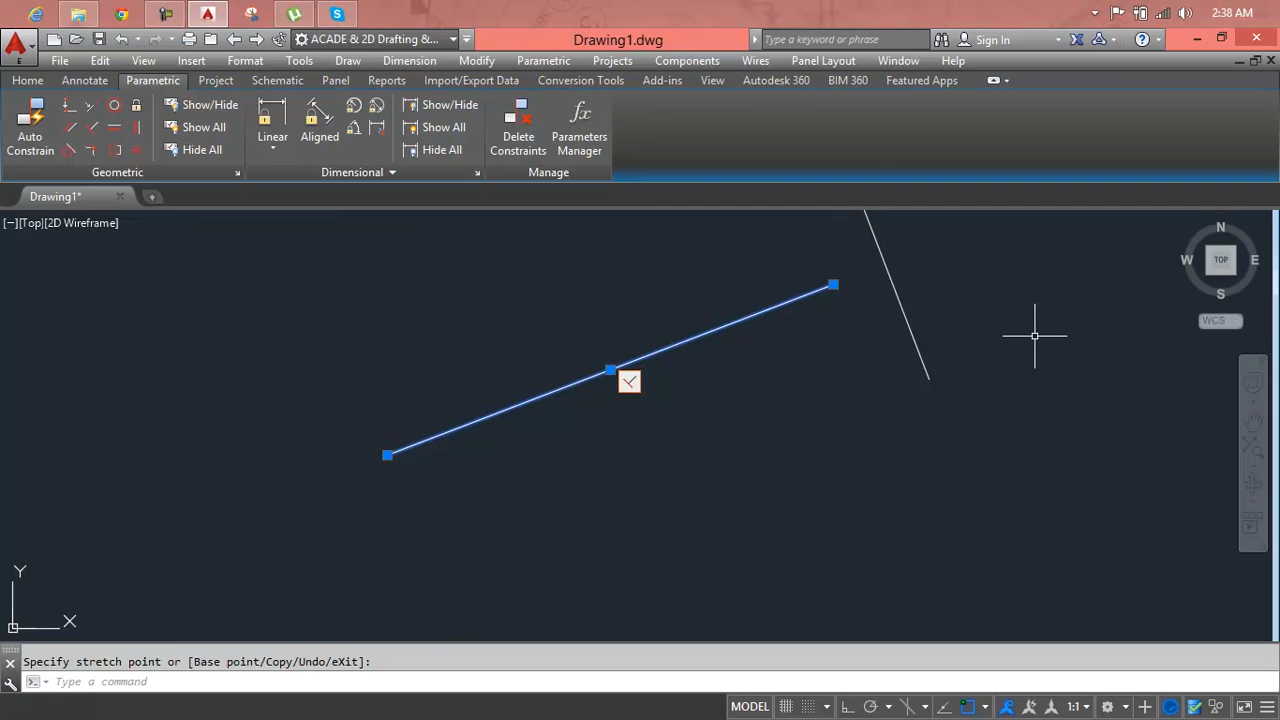 2:38 AM
ACADE & 2D Drafting &...
Drawing1.dwg
Type a keyword or phrase
Sign In
E
File Edit View Insert Format Tools Draw Dimension Modify Parametric Projects Components Wires Panel Layout Window Help
Home Annotate Parametric Project Schematic Panel Reports Import/Export Data Conversion Tools Add-ins View Autodesk 360 BIM 360 Featured Apps
Auto Constrain
Show/Hide
Show All
Hide All
Linear
Aligned
Show/Hide
Show All
Hide All
Delete Constraints
fx
Parameters Manager
Geometric
Dimensional
Manage
Drawing1*
[−][Top][2D Wireframe]
N
W TOP E
S
WCS
Y
X
Specify stretch point or [Base point/Copy/Undo/eXit]:
Type a command
MODEL
1:1